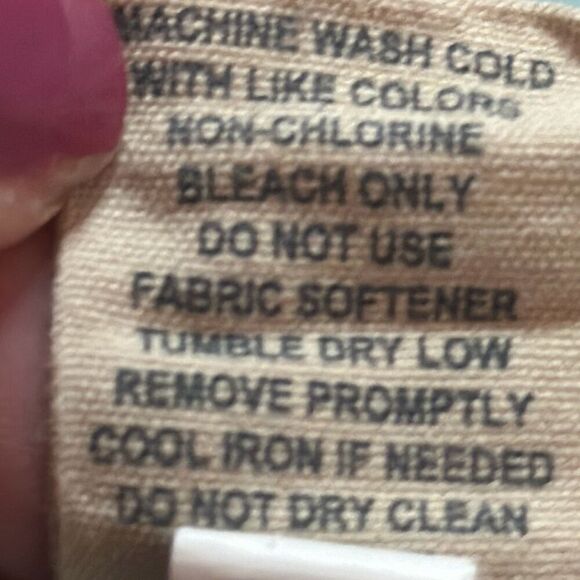 MACHINE WASH COLD
WITH LIKE COLORS
NON-CHLORINE
BLEACH ONLY
DO NOT USE
FABRIC SOFTENER
TUMBLE DRY LOW
REMOVE PROMPTLY
COOL IRON IF NEEDED
DO NOT DRY CLEAN